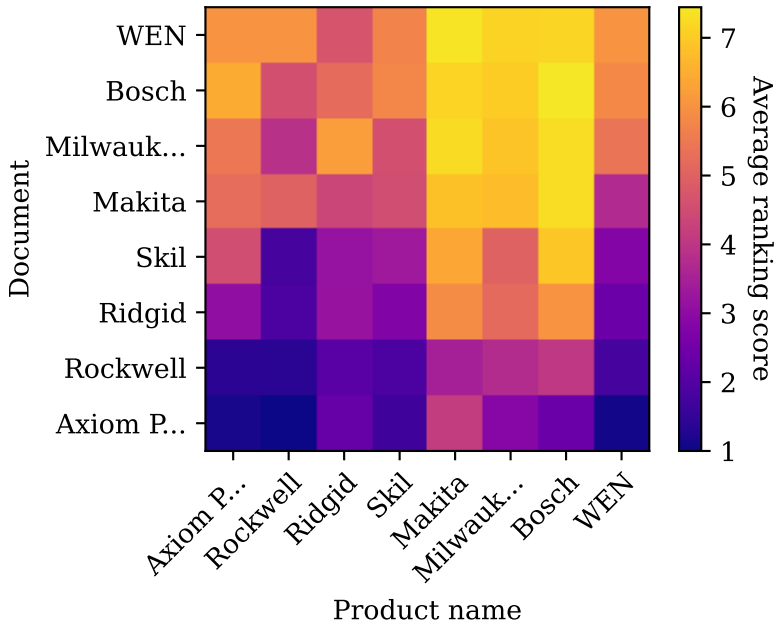 WEN
Bosch
Milwauk...
Makita
Skil
Ridgid
Rockwell
Axiom P...
Document
Axiom P...
Rockwell
Ridgid
Skil
Makita
Milwauk...
Bosch
WEN
Product name
7
6
5
4
3
2
1
Average ranking score